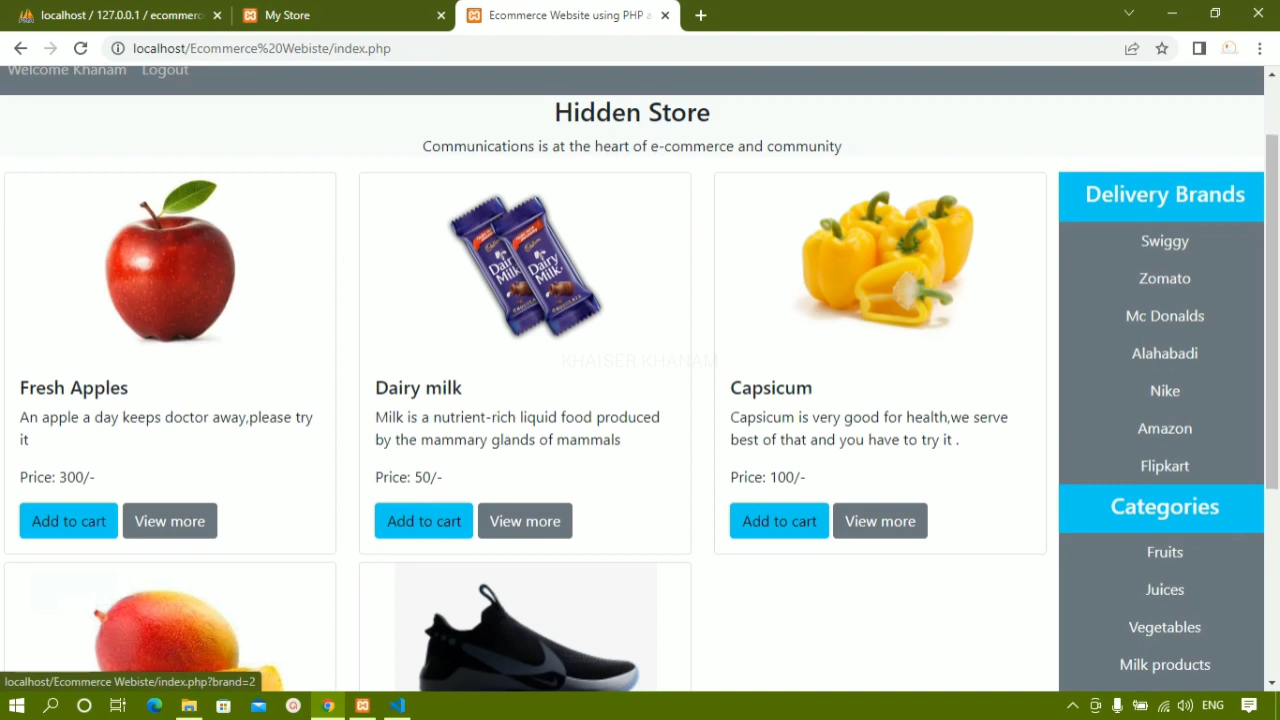 localhost / 127.0.0.1 / ecommerc
My Store
Ecommerce Website using PHP a
localhost/Ecommerce%20Webiste/index.php
Welcome Khanam Logout
Hidden Store
Communications is at the heart of e-commerce and community
Dairy Milk
Dairy Milk
KHAISER KHANAM
Fresh Apples
An apple a day keeps doctor away,please try
it
Price: 300/-
Add to cart View more
Dairy milk
Milk is a nutrient-rich liquid food produced
by the mammary glands of mammals
Price: 50/-
Add to cart View more
Capsicum
Capsicum is very good for health,we serve
best of that and you have to try it .
Price: 100/-
Add to cart View more
Delivery Brands
Swiggy
Zomato
Mc Donalds
Alahabadi
Nike
Amazon
Flipkart
Categories
Fruits
Juices
Vegetables
Milk products
localhost/Ecommerce Webiste/index.php?brand=2
ENG